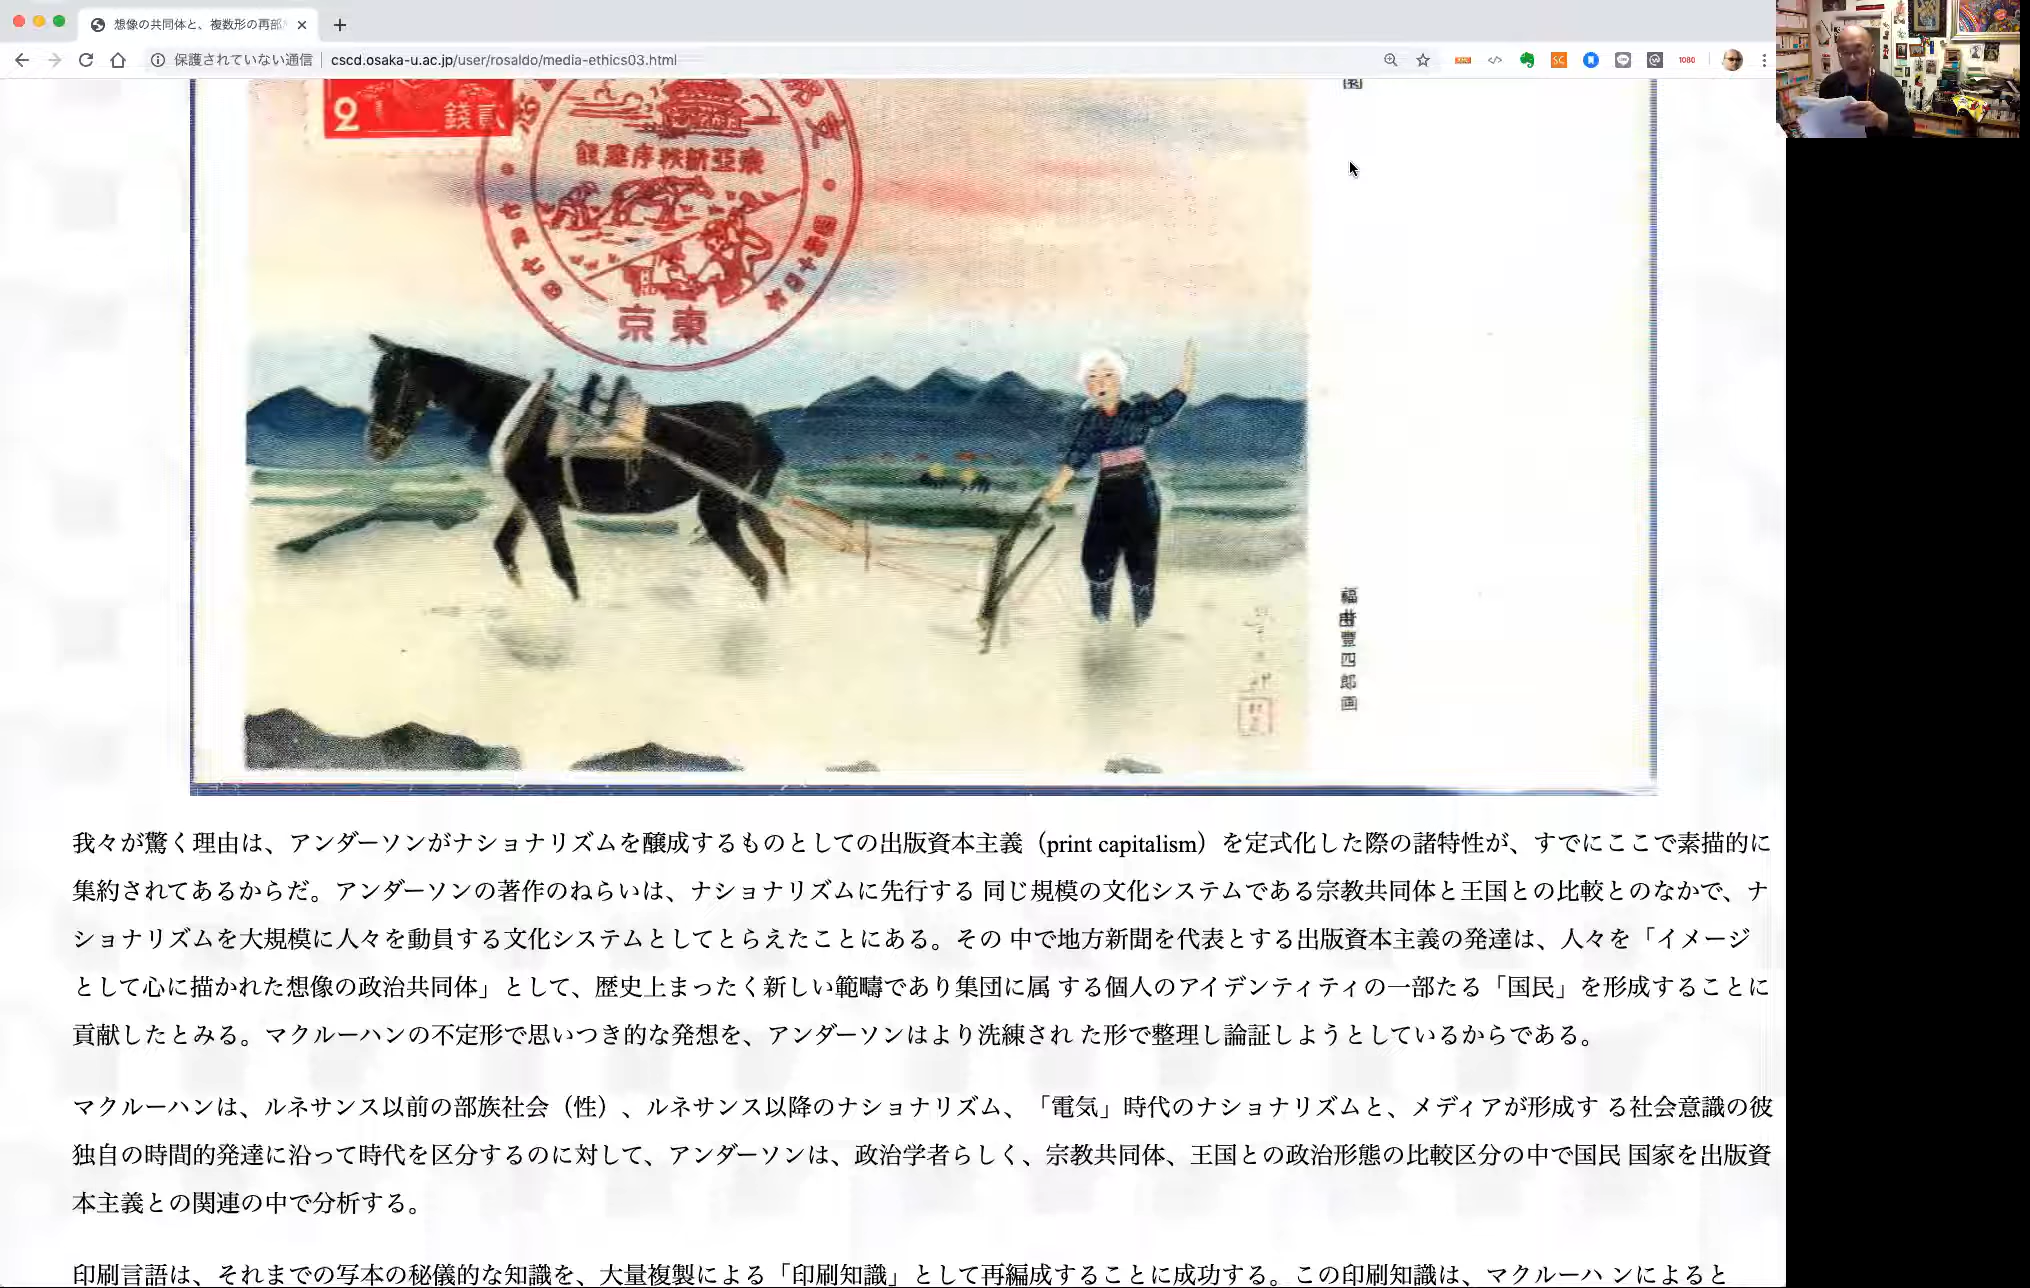 想像の共同体と、複数形の再部
保護されていない通信
cscd.osaka-u.ac.jp/user/rosaldo/media-ethics03.html
SC
1080
2
貳錢
東亞新秩序建設
東京
福田豐四郎画
我々が驚く理由は、アンダーソンがナショナリズムを醸成するものとしての出版資本主義（print capitalism）を定式化した際の諸特性が、すでにここで素描的に
集約されてあるからだ。アンダーソンの著作のねらいは、ナショナリズムに先行する 同じ規模の文化システムである宗教共同体と王国との比較とのなかで、ナ
ショナリズムを大規模に人々を動員する文化システムとしてとらえたことにある。その 中で地方新聞を代表とする出版資本主義の発達は、人々を「イメージ
として心に描かれた想像の政治共同体」として、歴史上まったく新しい範疇であり集団に属 する個人のアイデンティティの一部たる「国民」を形成することに
貢献したとみる。マクルーハンの不定形で思いつき的な発想を、アンダーソンはより洗練され た形で整理し論証しようとしているからである。
マクルーハンは、ルネサンス以前の部族社会（性）、ルネサンス以降のナショナリズム、「電気」時代のナショナリズムと、メディアが形成す る社会意識の彼
独自の時間的発達に沿って時代を区分するのに対して、アンダーソンは、政治学者らしく、宗教共同体、王国との政治形態の比較区分の中で国民 国家を出版資
本主義との関連の中で分析する。
印刷言語は、それまでの写本の秘儀的な知識を、大量複製による「印刷知識」として再編成することに成功する。この印刷知識は、マクルーハ ンによると